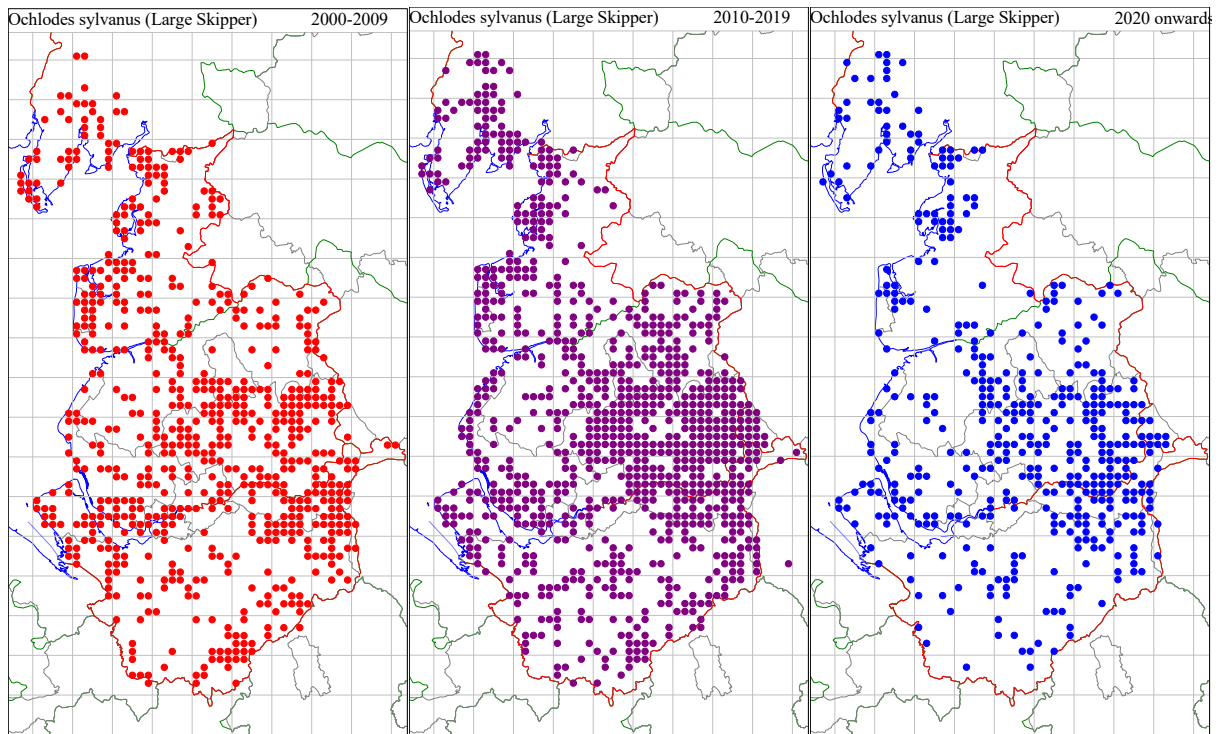 Ochlodes sylvanus (Large Skipper) 2000-2009
Ochlodes sylvanus (Large Skipper) 2010-2019
Ochlodes sylvanus (Large Skipper) 2020 onwards